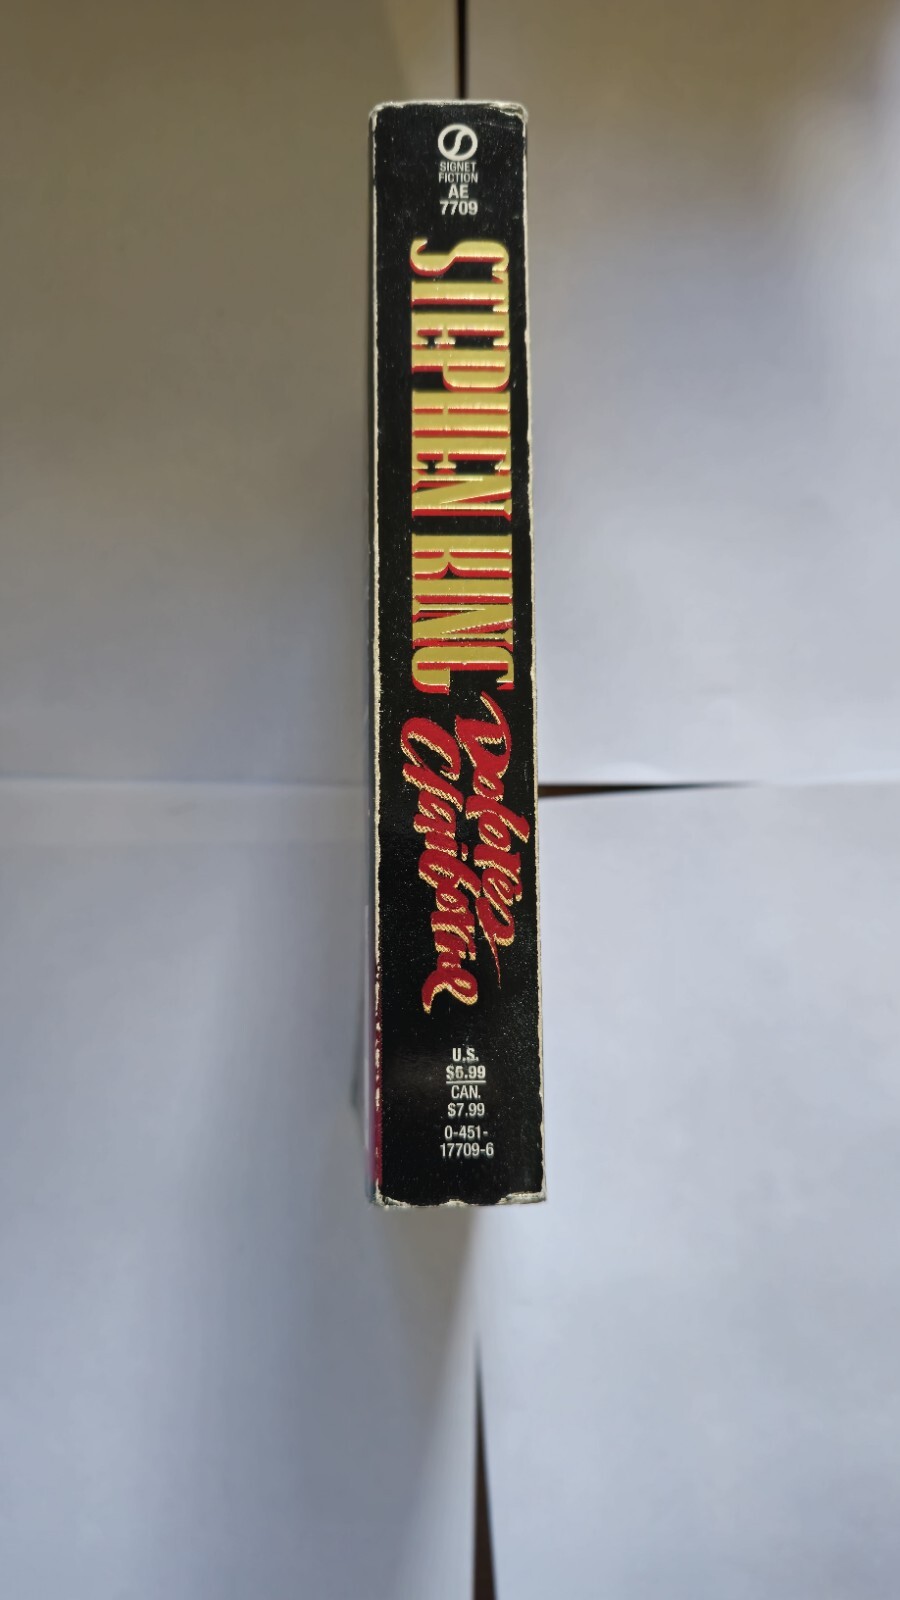 SIGNET
FICTION
AE
7709
STEPHEN KING
Dolores
Claiborne
U.S.
$6.99
CAN.
$7.99
0-451-
17709-6